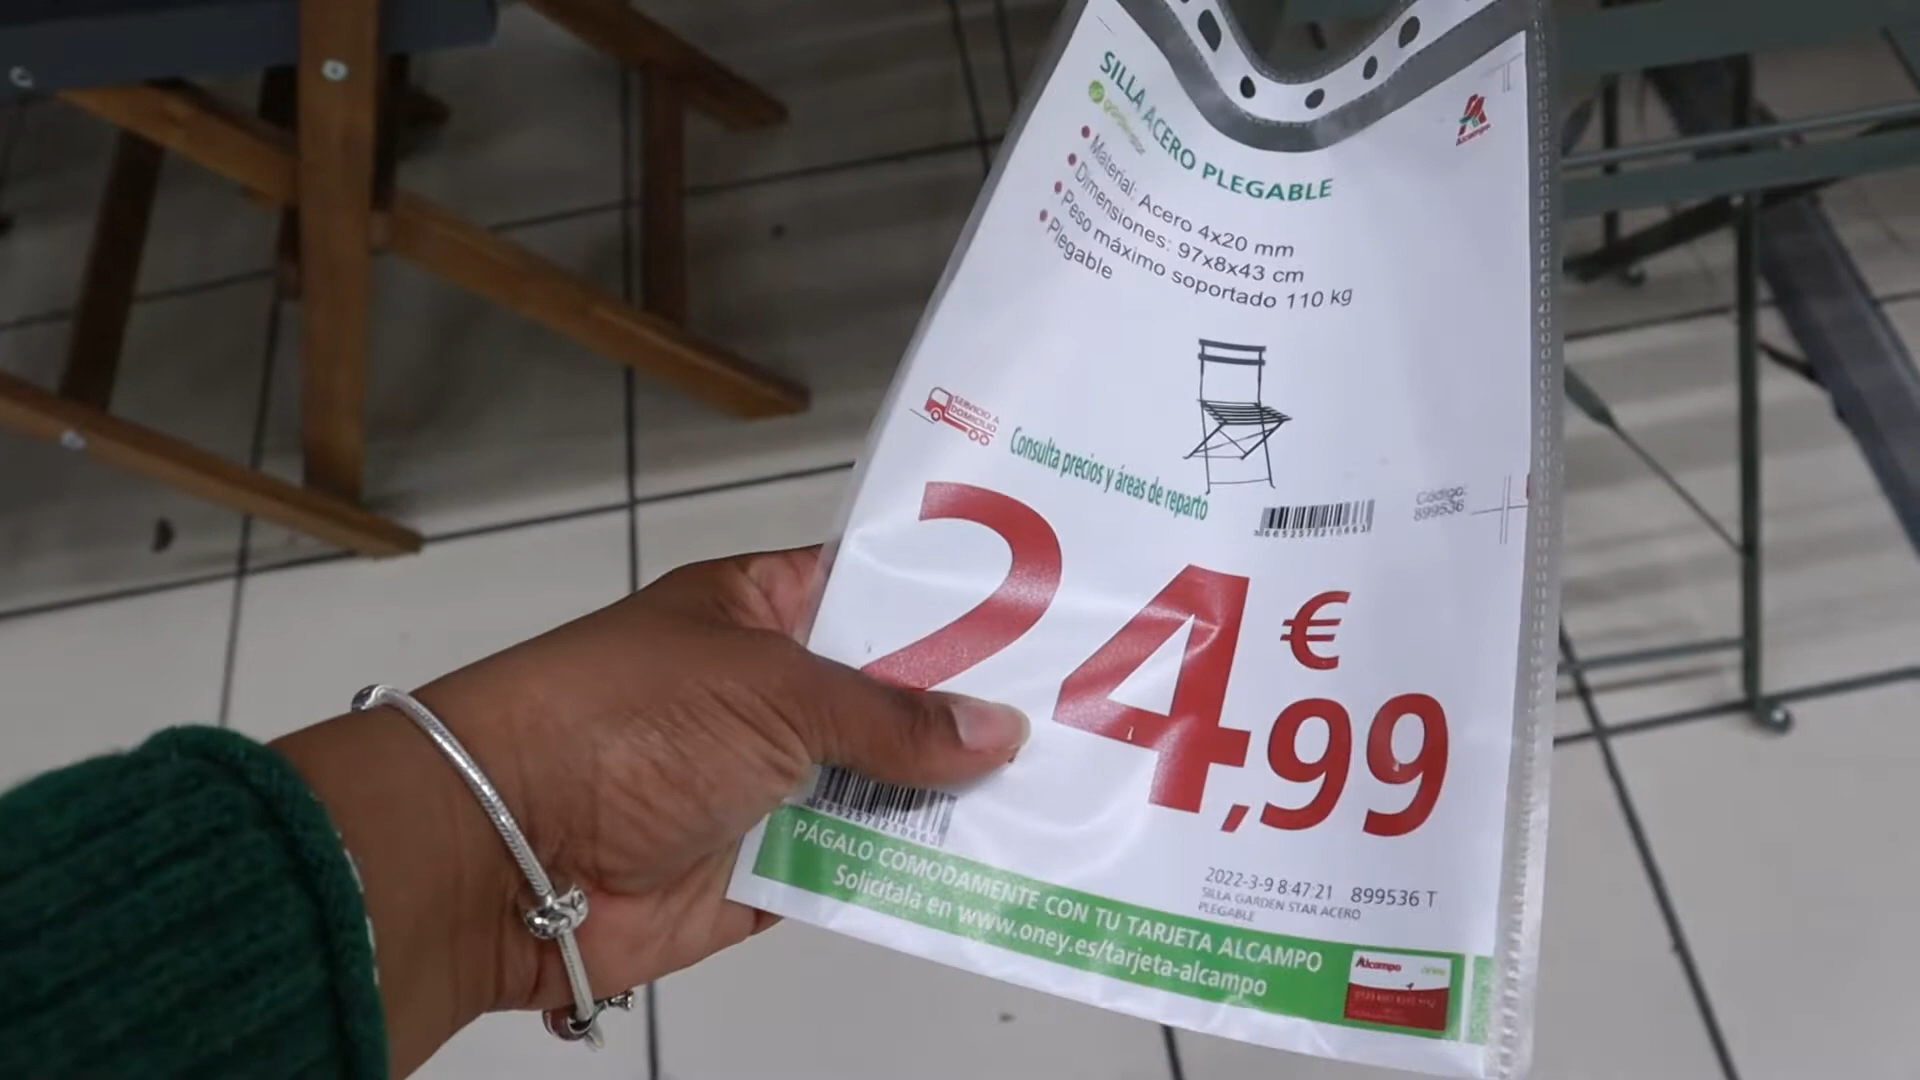 SILLA ACERO PLEGABLE
Alcampo
• Material: Acero 4x20 mm
• Dimensiones: 97x8x43 cm
• Peso máximo soportado 110 kg
• Plegable
SERVICIO A
DOMICILIO
Consulta precios y áreas de reparto
Código:
899536
24,99 €
2022-3-9 8:47:21 899536 T
SILLA GARDEN STAR ACERO
PLEGABLE
PÁGALO CÓMODAMENTE CON TU TARJETA ALCAMPO
Solicítala en www.oney.es/tarjeta-alcampo
Alcampo